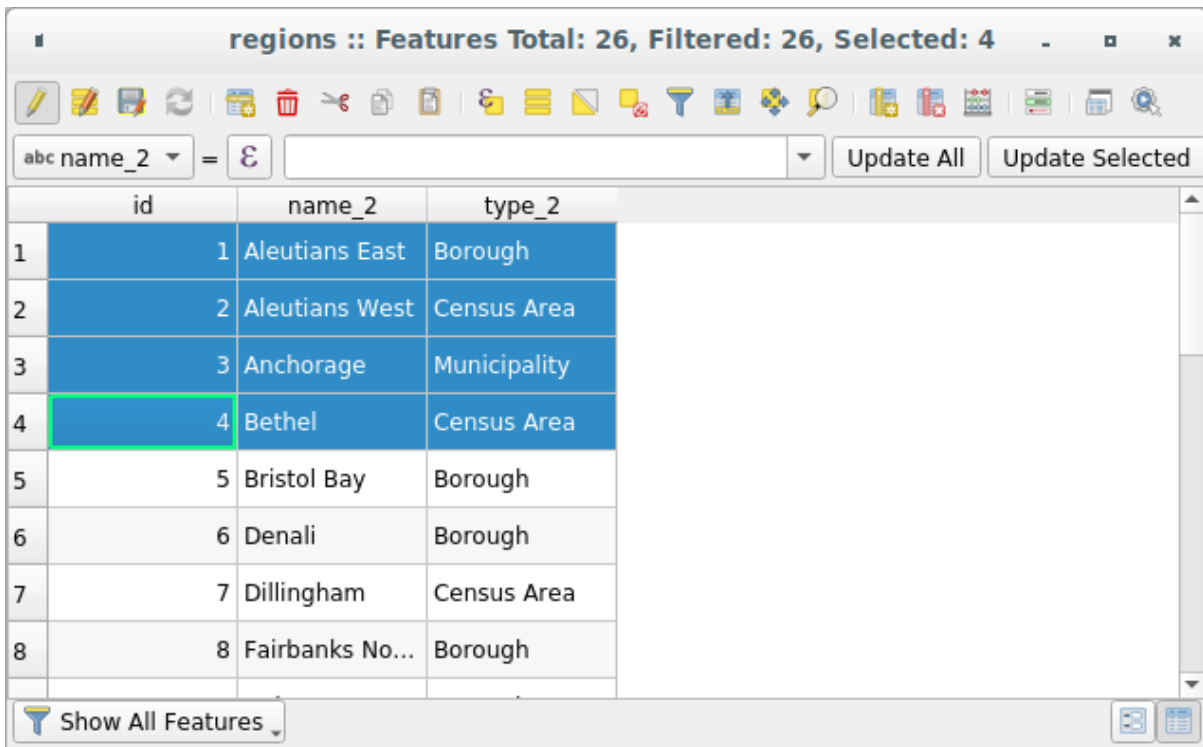 regions :: Features Total: 26, Filtered: 26, Selected: 4
abc name_2 = ε Update All Update Selected
id name_2 type_2
1 1 Aleutians East Borough
2 2 Aleutians West Census Area
3 3 Anchorage Municipality
4 4 Bethel Census Area
5 5 Bristol Bay Borough
6 6 Denali Borough
7 7 Dillingham Census Area
8 8 Fairbanks No... Borough
Show All Features